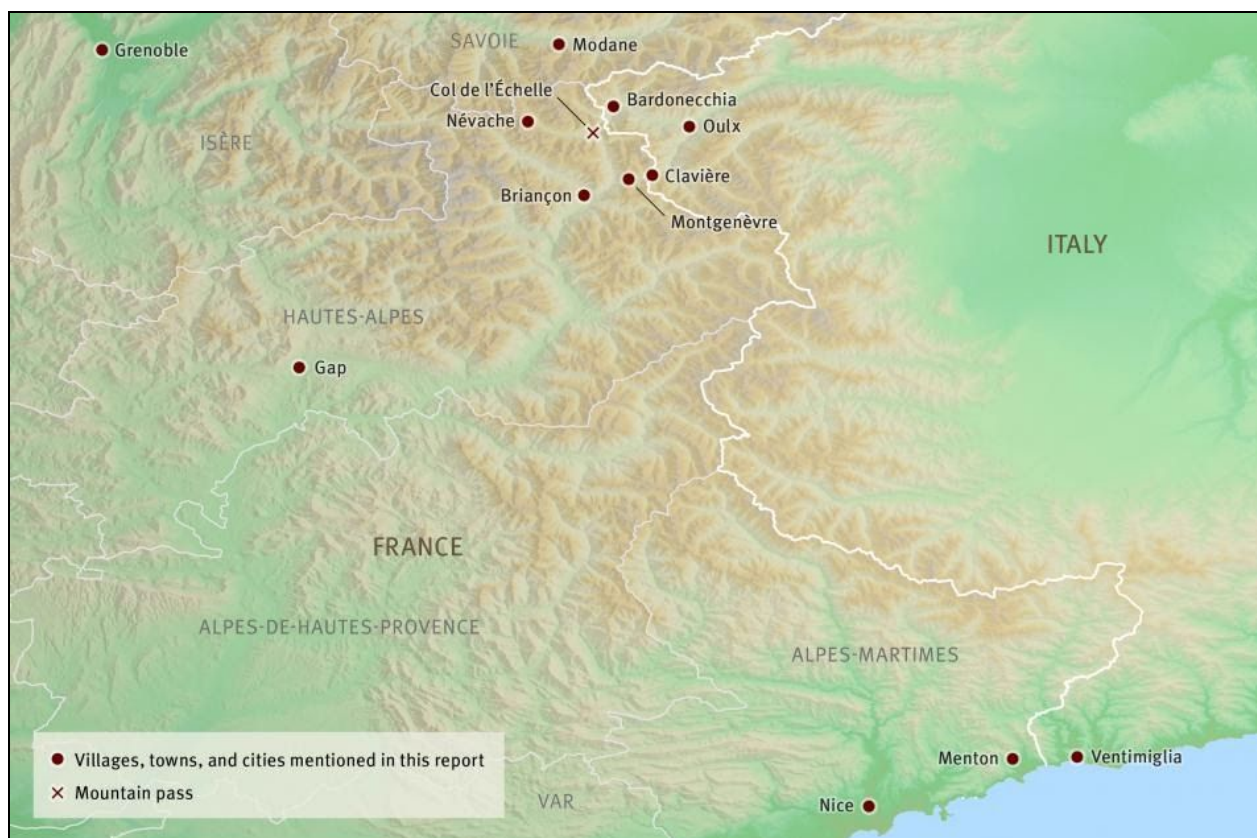 SAVOIE
Modane
Grenoble
Col de l’Échelle
Bardonecchia
Névache
Oulx
ISÈRE
Clavière
Briançon
Montgenèvre
ITALY
HAUTES-ALPES
Gap
FRANCE
ALPES-DE-HAUTES-PROVENCE
ALPES-MARTIMES
Villages, towns, and cities mentioned in this report
Mountain pass
Menton
Ventimiglia
VAR
Nice